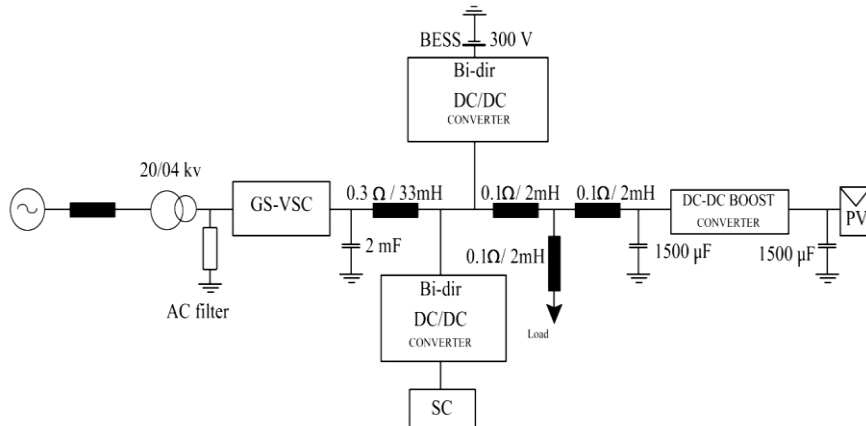 BESS 300 V
Bi-dir
DC/DC
CONVERTER
20/04 kv
GS-VSC
0.3 Ω / 33mH
0.1Ω/ 2mH
0.1Ω/ 2mH
DC-DC BOOST
CONVERTER
PV
2 mF
0.1Ω/ 2mH
1500 µF
1500 µF
AC filter
Bi-dir
DC/DC
CONVERTER
Load
SC